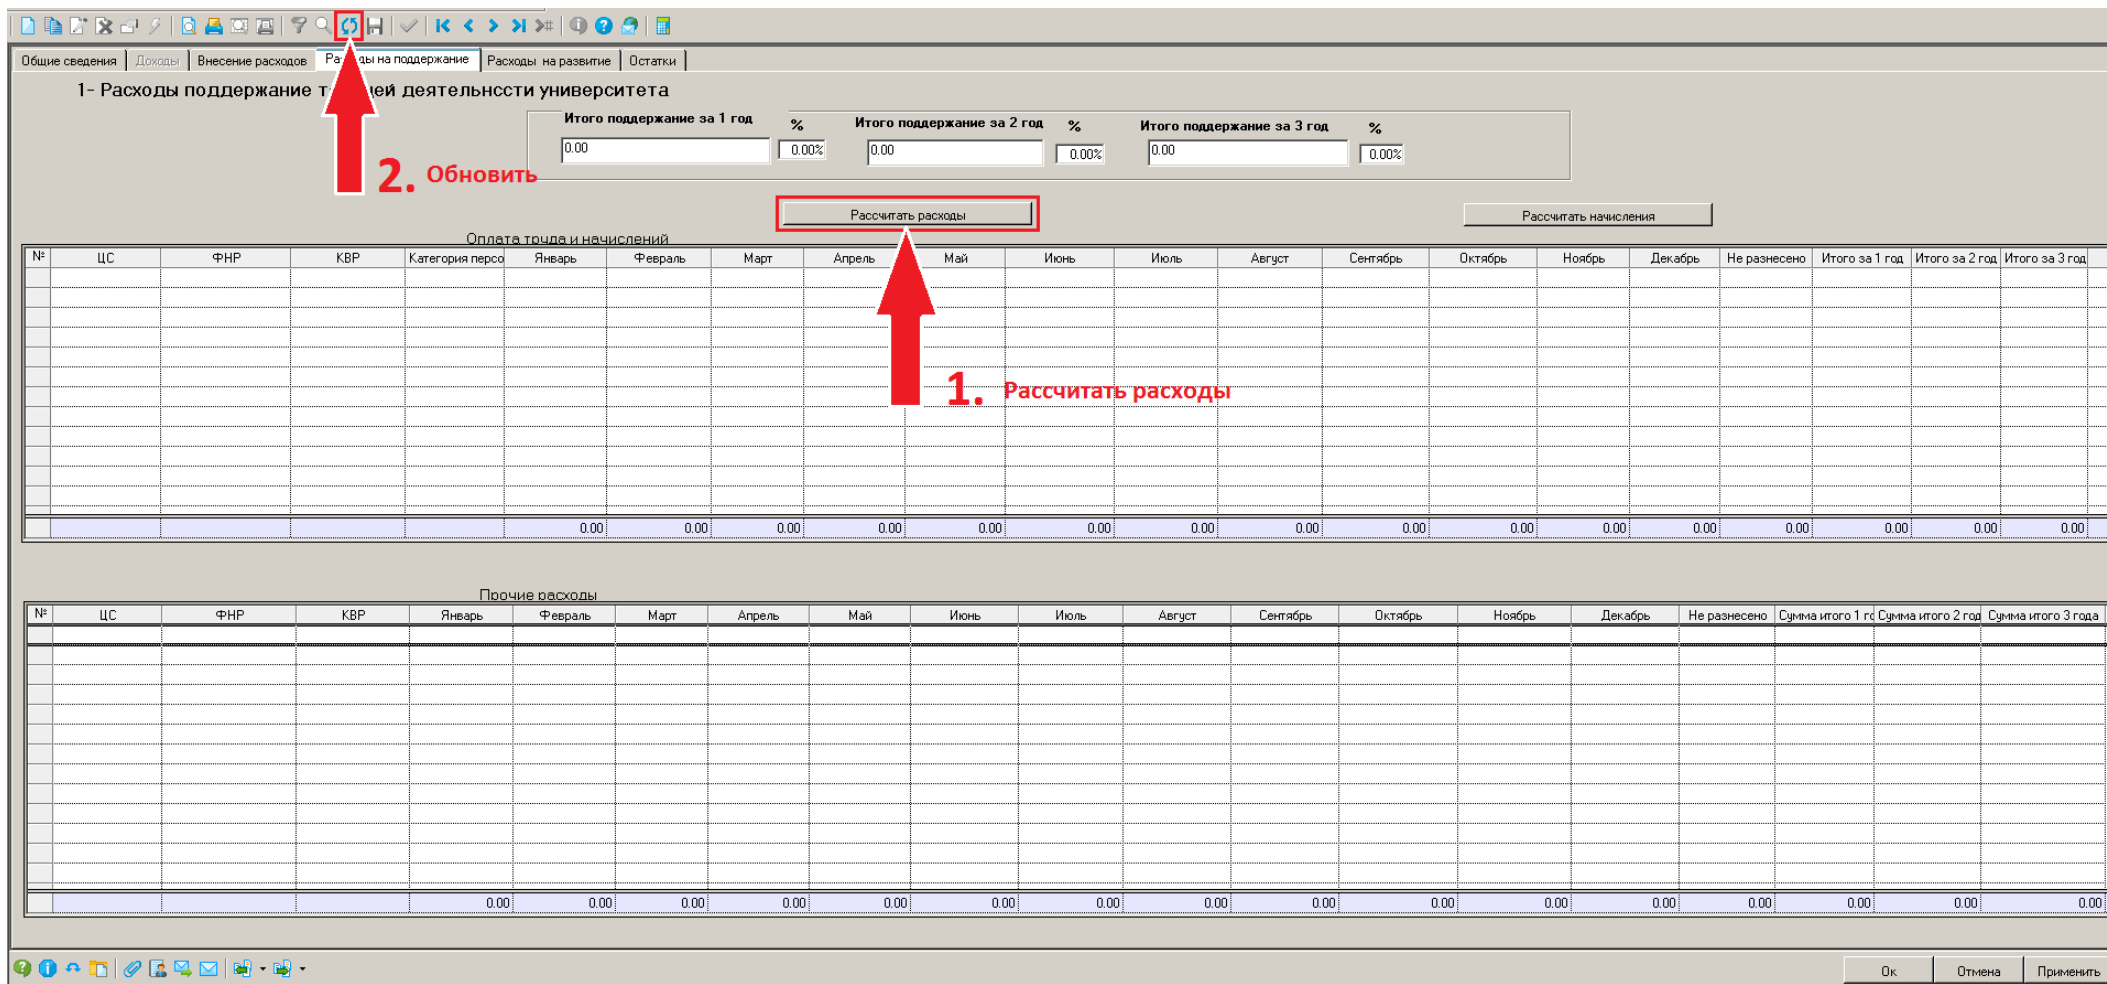 Общие сведения Доходы Внесение расходов на поддержание Расходы на развитие Остатки
1- Расходы поддержание деятельнссти университета
Итого поддержание за 1 год % Итого поддержание за 2 год % Итого поддержание за 3 год %
0.00 0.00% 0.00 0.00% 0.00 0.00%
2. Обновить
Рассчитать расходы Рассчитать начисления
Оплата труда и начислений
№ ЦС ФНР КВР Категория персо Январь Февраль Март Апрель Май Июнь Июль Август Сентябрь Октябрь Ноябрь Декабрь Не разнесено Итого за 1 год Итого за 2 год Итого за 3 год
1. Рассчитать расходы
0.00 0.00 0.00 0.00 0.00 0.00 0.00 0.00 0.00 0.00 0.00 0.00 0.00 0.00 0.00 0.00
Прочие расходы
№ ЦС ФНР КВР Январь Февраль Март Апрель Май Июнь Июль Август Сентябрь Октябрь Ноябрь Декабрь Не разнесено Сумма итого 1 гс Сумма итого 2 год Сумма итого 3 года
0.00 0.00 0.00 0.00 0.00 0.00 0.00 0.00 0.00 0.00 0.00 0.00 0.00 0.00 0.00 0.00
Ок Отмена Применить